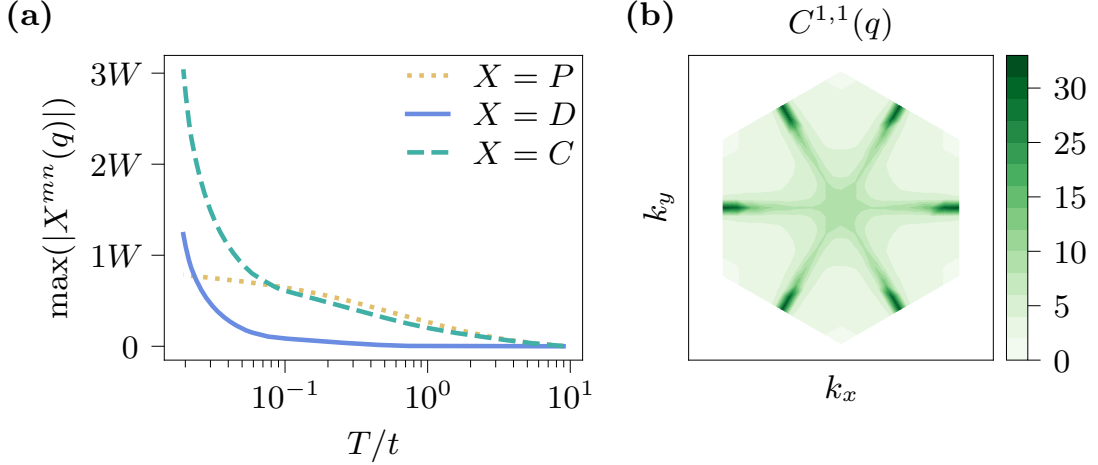 (a)
max(|X^{mn}(q)|)
3W
2W
1W
0
X = P
X = D
X = C
10^{-1}
10^{0}
10^{1}
T/t
(b)
C^{1,1}(q)
k_y
k_x
30
25
20
15
10
5
0